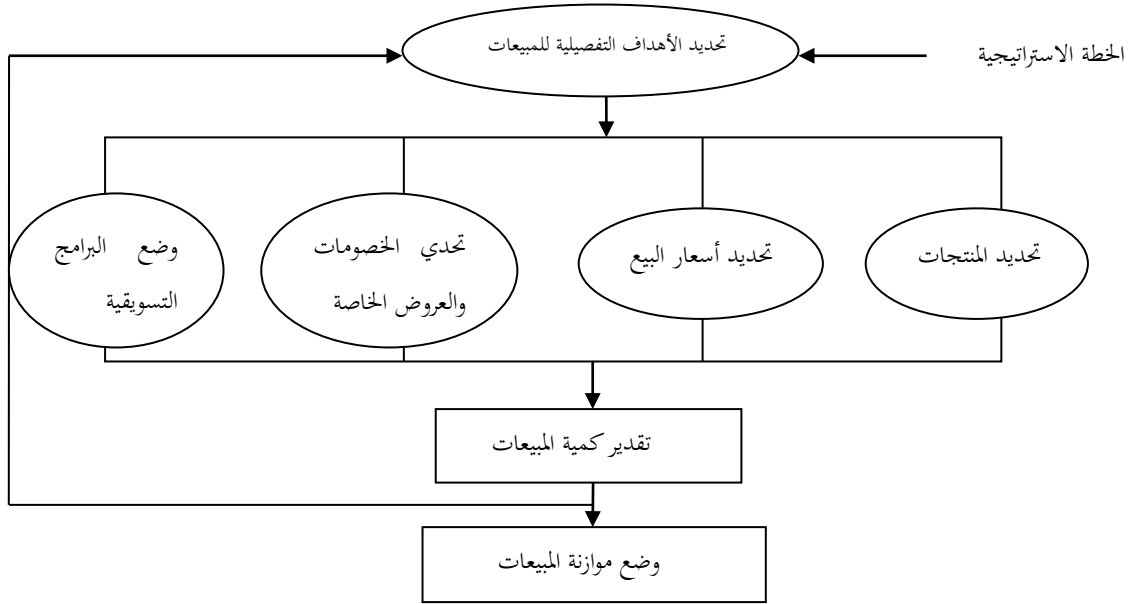 تحديد الأهداف التفصيلية للمبيعات
الخطة الاستراتيجية
تحديد المنتجات
تحديد أسعار البيع
تحدي الخصومات
والعروض الخاصة
وضع البرامج
التسويقية
تقدير كمية المبيعات
وضع موازنة المبيعات